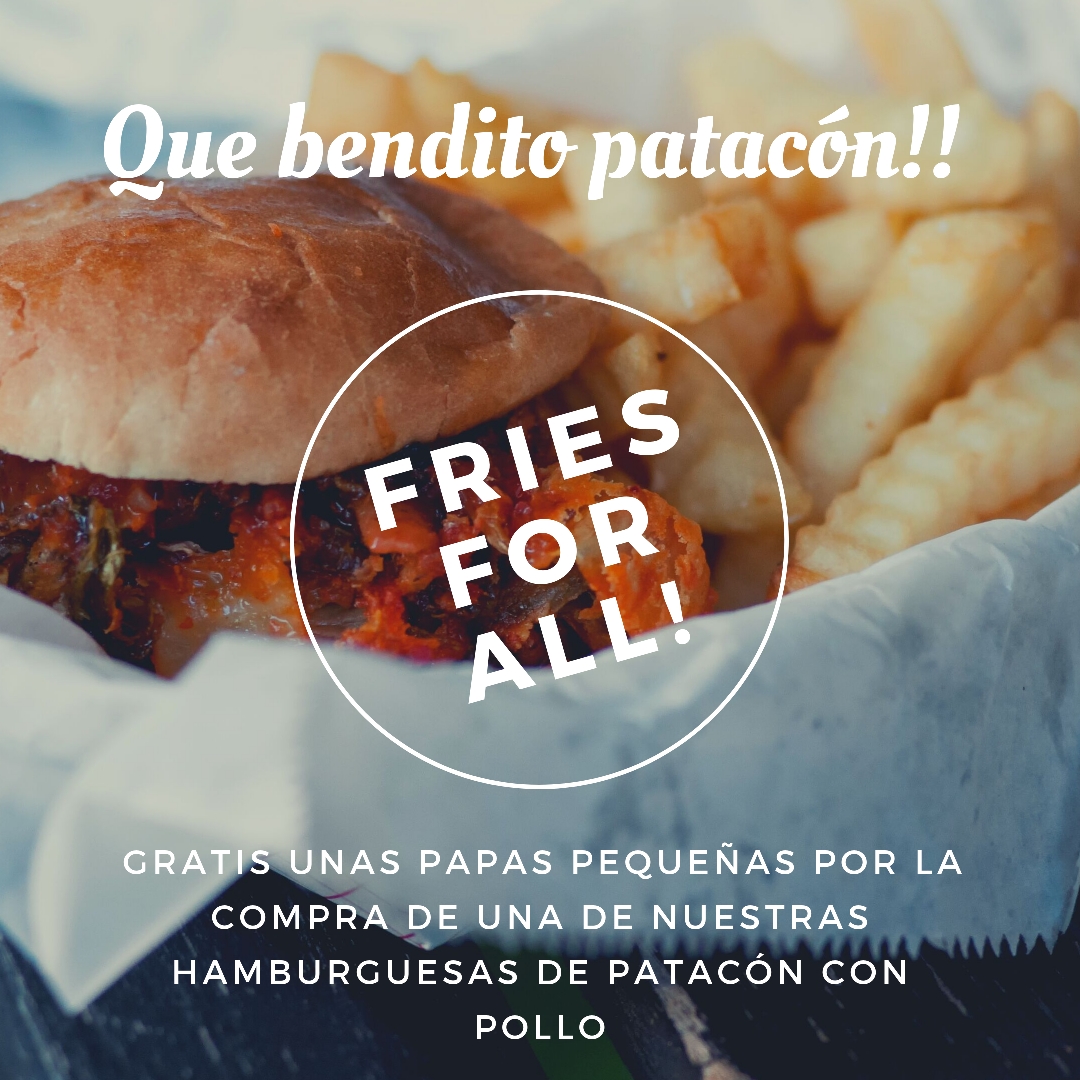 Que bendito patacón!!
FRIES
FOR
ALL!
GRATIS UNAS PAPAS PEQUEÑAS POR LA
COMPRA DE UNA DE NUESTRAS
HAMBURGUESAS DE PATACÓN CON
POLLO